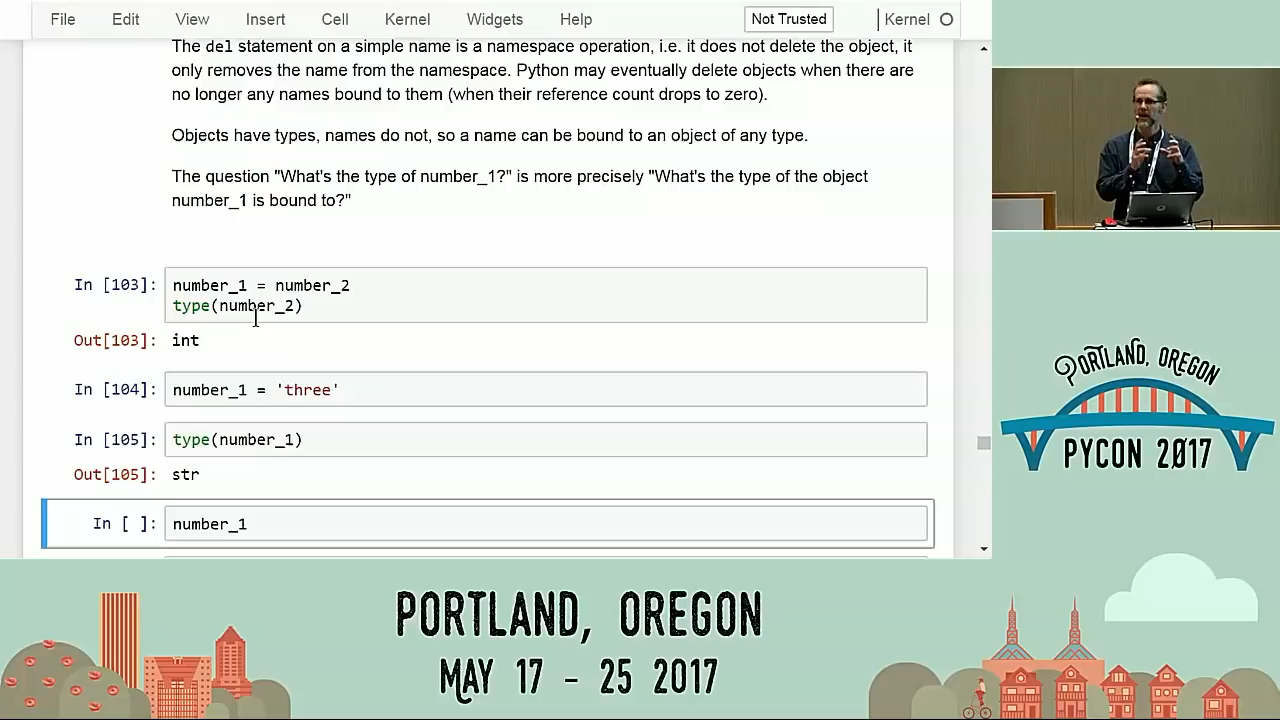 File Edit View Insert Cell Kernel Widgets Help Not Trusted Kernel
The del statement on a simple name is a namespace operation, i.e. it does not delete the object, it
only removes the name from the namespace. Python may eventually delete objects when there are
no longer any names bound to them (when their reference count drops to zero).
Objects have types, names do not, so a name can be bound to an object of any type.
The question "What's the type of number_1?" is more precisely "What's the type of the object
number_1 is bound to?"
In [103]: number_1 = number_2
type(number_2)
Out[103]: int
In [104]: number_1 = 'three'
In [105]: type(number_1)
Out[105]: str
In [ ]: number_1
PORTLAND, OREGON
PYCON 2017
PORTLAND, OREGON
MAY 17 - 25 2017